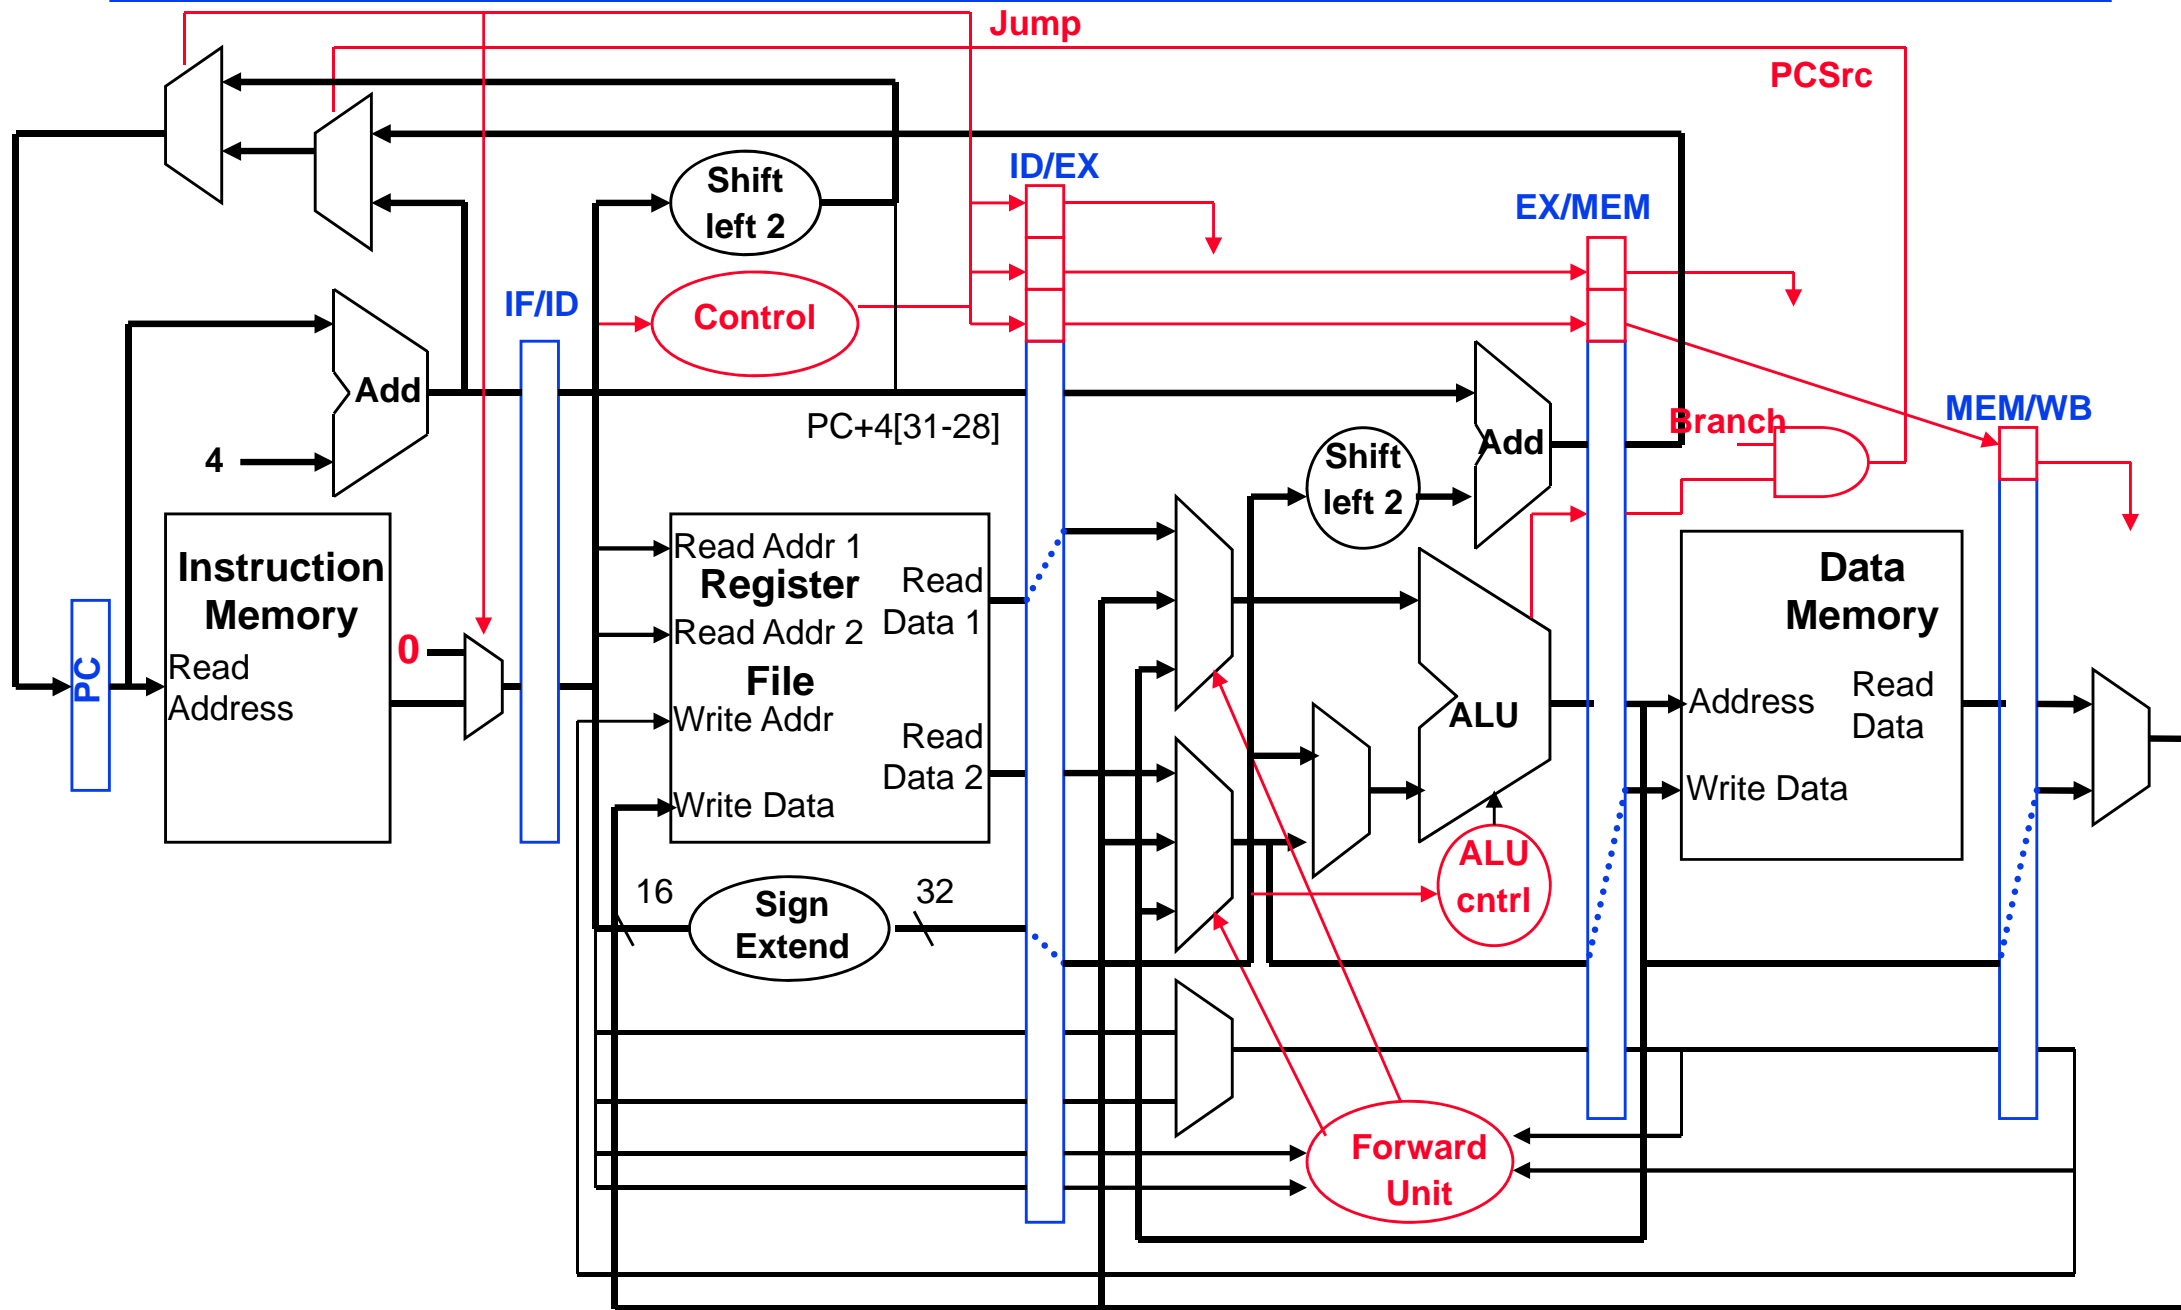 Jump
PCSrc
ID/EX
Shift
left 2
EX/MEM
IF/ID
Control
Add
PC+4[31-28]
Branch
MEM/WB
4
Shift
left 2
Add
Instruction
Memory
Read Addr 1
Register
Read
Data 1
Data
Memory
0
Read Addr 2
PC
Read
Address
File
Write Addr
Read
Data 2
ALU
Address
Read
Data
Write Data
Write Data
16
Sign
Extend
32
ALU
cntrl
Forward
Unit